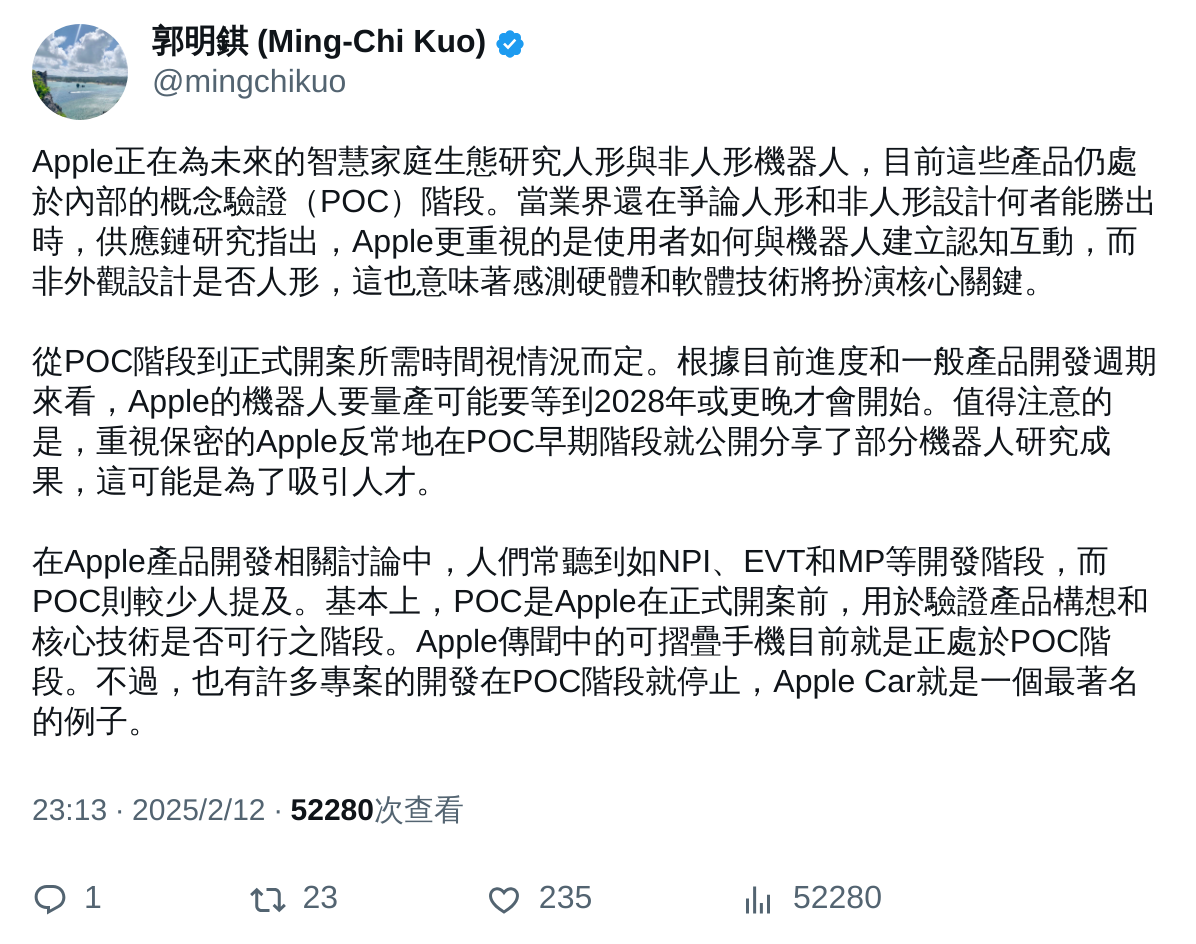 郭明錤 (Ming-Chi Kuo)
@mingchikuo
Apple正在為未來的智慧家庭生態研究人形與非人形機器人，目前這些產品仍處
於內部的概念驗證（POC）階段。當業界還在爭論人形和非人形設計何者能勝出
時，供應鏈研究指出，Apple更重視的是使用者如何與機器人建立認知互動，而
非外觀設計是否人形，這也意味著感測硬體和軟體技術將扮演核心關鍵。
從POC階段到正式開案所需時間視情況而定。根據目前進度和一般產品開發週期
來看，Apple的機器人要量產可能要等到2028年或更晚才會開始。值得注意的
是，重視保密的Apple反常地在POC早期階段就公開分享了部分機器人研究成
果，這可能是為了吸引人才。
在Apple產品開發相關討論中，人們常聽到如NPI、EVT和MP等開發階段，而
POC則較少人提及。基本上，POC是Apple在正式開案前，用於驗證產品構想和
核心技術是否可行之階段。Apple傳聞中的可摺疊手機目前就是正處於POC階
段。不過，也有許多專案的開發在POC階段就停止，Apple Car就是一個最著名
的例子。
23:13 · 2025/2/12 · 52280次查看
1 23 235 52280